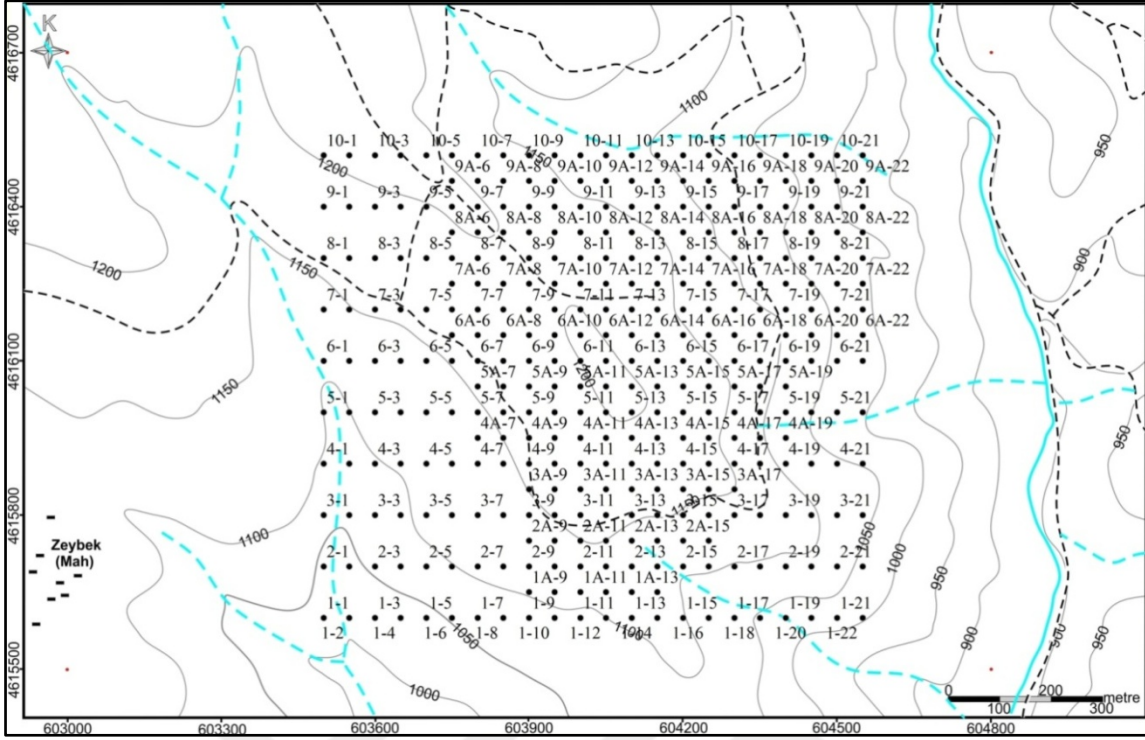 K
1100
10-1 10-3 10-5 10-7 10-9 10-11 10-13 10-15 10-17 10-19 10-21
950
1150
1200
9A-6 9A-8 9A-10 9A-12 9A-14 9A-16 9A-18 9A-20 9A-22
9-1 9-3 9-5 9-7 9-9 9-11 9-13 9-15 9-17 9-19 9-21
8A-6 8A-8 8A-10 8A-12 8A-14 8A-16 8A-18 8A-20 8A-22
8-1 8-3 8-5 8-7 8-9 8-11 8-13 8-15 8-17 8-19 8-21
900
1200
1150
7A-6 7A-8 7A-10 7A-12 7A-14 7A-16 7A-18 7A-20 7A-22
7-1 7-3 7-5 7-7 7-9 7-11 7-13 7-15 7-17 7-19 7-21
6A-6 6A-8 6A-10 6A-12 6A-14 6A-16 6A-18 6A-20 6A-22
6-1 6-3 6-5 6-7 6-9 6-11 6-13 6-15 6-17 6-19 6-21
5A-7 5A-9 5A-11 5A-13 5A-15 5A-17 5A-19
1200
1150
5-1 5-3 5-5 5-7 5-9 5-11 5-13 5-15 5-17 5-19 5-21
4A-7 4A-9 4A-11 4A-13 4A-15 4A-17 4A-19
4-1 4-3 4-5 4-7 4-9 4-11 4-13 4-15 4-17 4-19 4-21
950
3A-9 3A-11 3A-13 3A-15 3A-17
3-1 3-3 3-5 3-7 3-9 3-11 3-13 3-15 3-17 3-19 3-21
1150
2A-9 2A-11 2A-13 2A-15
1100
1050
1000
950
Zeybek
(Mah)
2-1 2-3 2-5 2-7 2-9 2-11 2-13 2-15 2-17 2-19 2-21
1A-9 1A-11 1A-13
1-1 1-3 1-5 1-7 1-9 1-11 1-13 1-15 1-17 1-19 1-21
1-2 1-4 1-6 1-8 1-10 1-12 1-14 1-16 1-18 1-20 1-22
1050
1100
900
900
950
1000
0 200 metre
100 300
4616700
4616400
4616100
4615800
4615500
603000 603300 603600 603900 604200 604500 604800